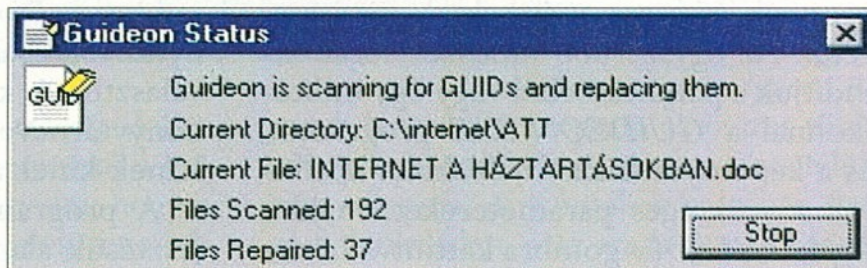 Guideon Status
GUID
Guideon is scanning for GUIDs and replacing them.
Current Directory: C:\internet\ATT
Current File: INTERNET A HÁZTARTÁSOKBAN.doc
Files Scanned: 192
Files Repaired: 37
Stop